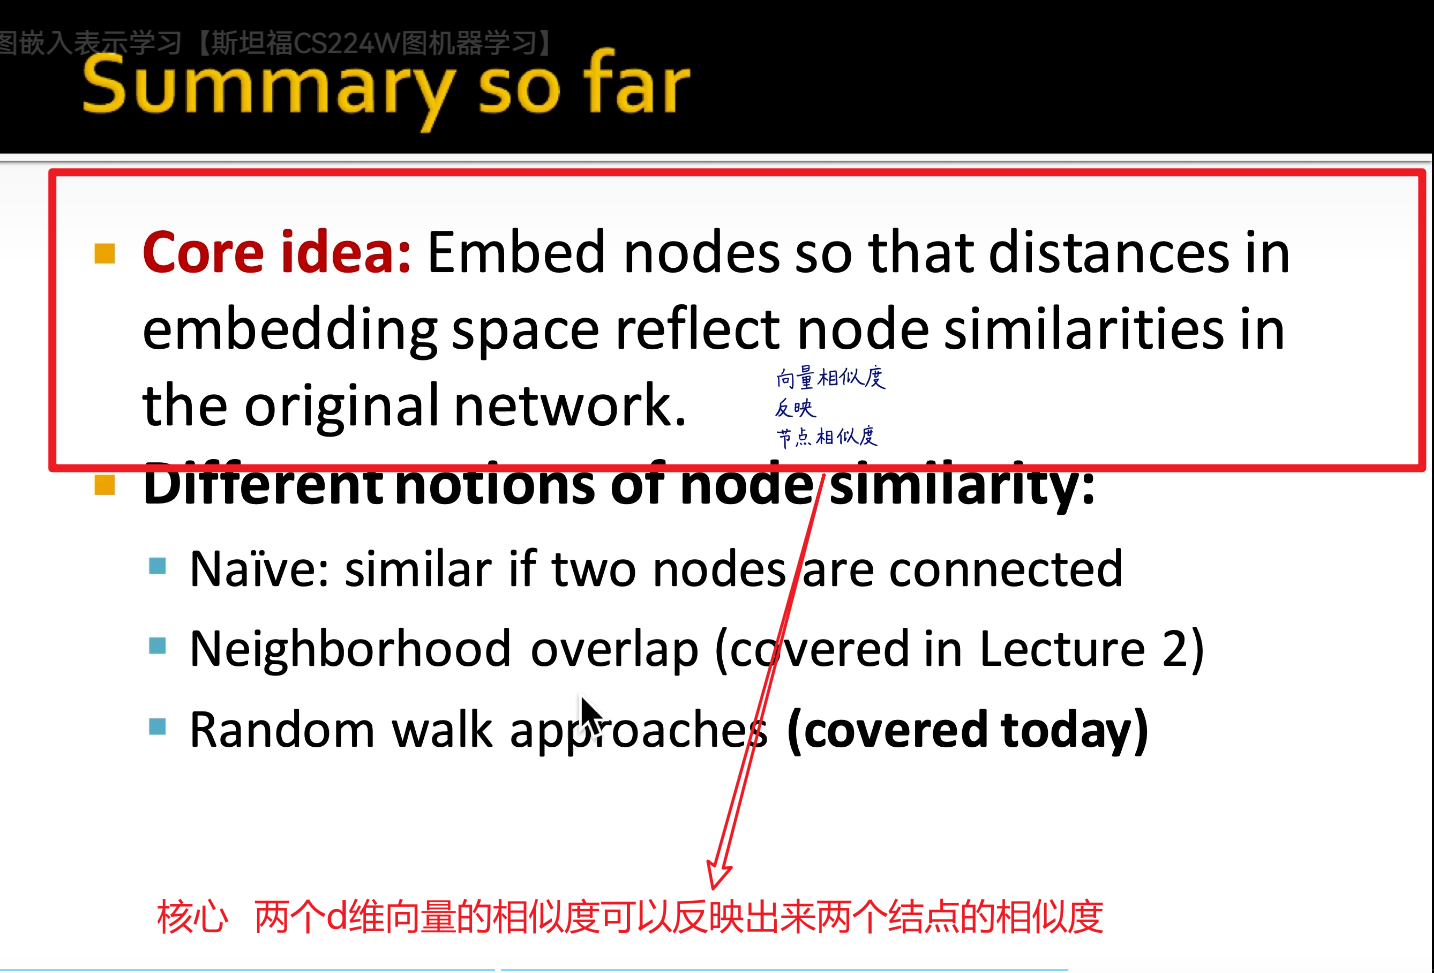 图嵌入表示学习【斯坦福CS224W图机器学习】
Summary so far
Core idea: Embed nodes so that distances in
embedding space reflect node similarities in
the original network.
向量相似度
反映
节点相似度
Different notions of node similarity:
Naïve: similar if two nodes are connected
Neighborhood overlap (covered in Lecture 2)
Random walk approaches (covered today)
核心 两个d维向量的相似度可以反映出来两个结点的相似度